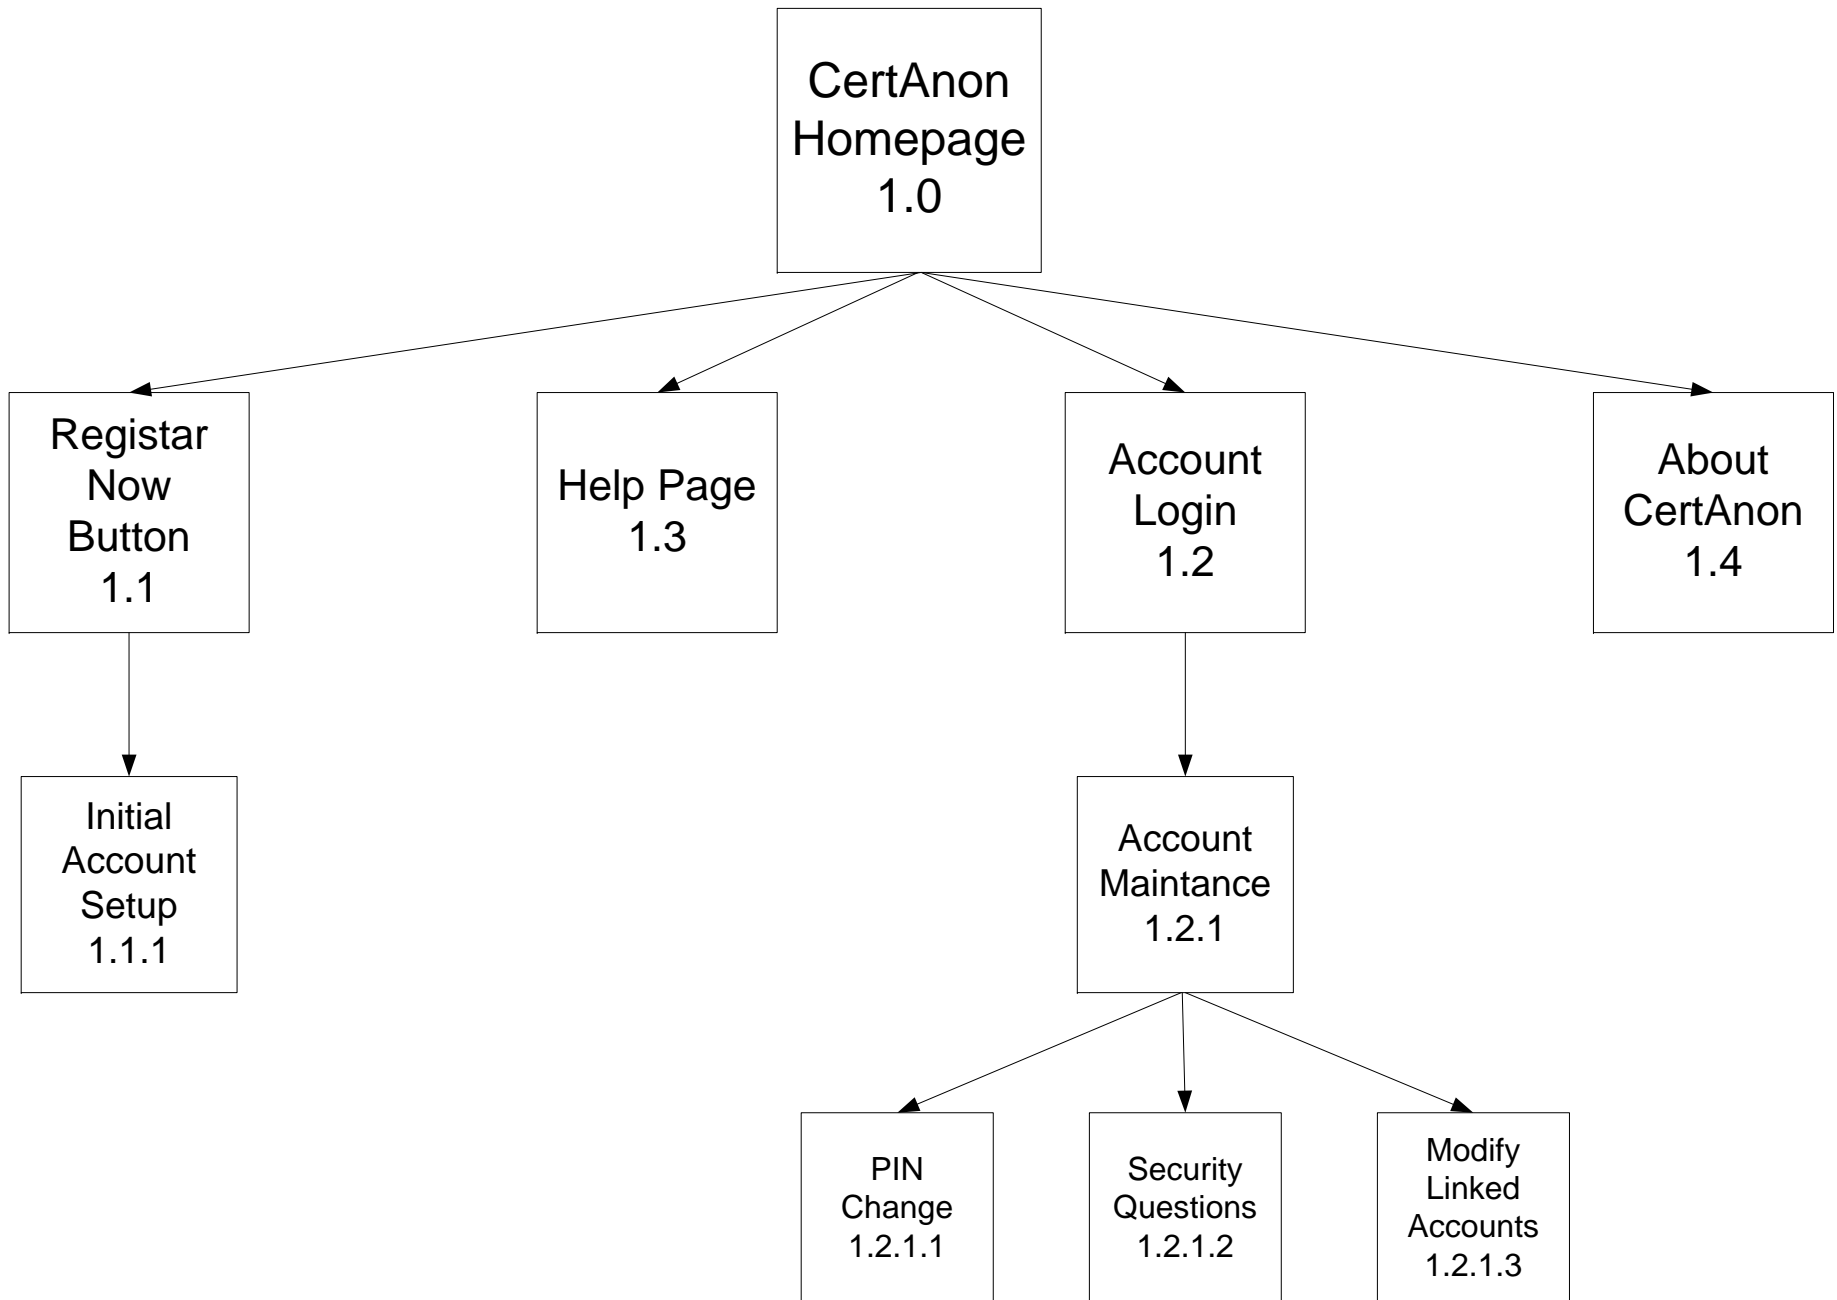 CertAnon
Homepage
1.0
Registar
Now
Button
1.1
Help Page
1.3
Account
Login
1.2
About
CertAnon
1.4
Initial
Account
Setup
1.1.1
Account
Maintance
1.2.1
PIN
Change
1.2.1.1
Security
Questions
1.2.1.2
Modify
Linked
Accounts
1.2.1.3